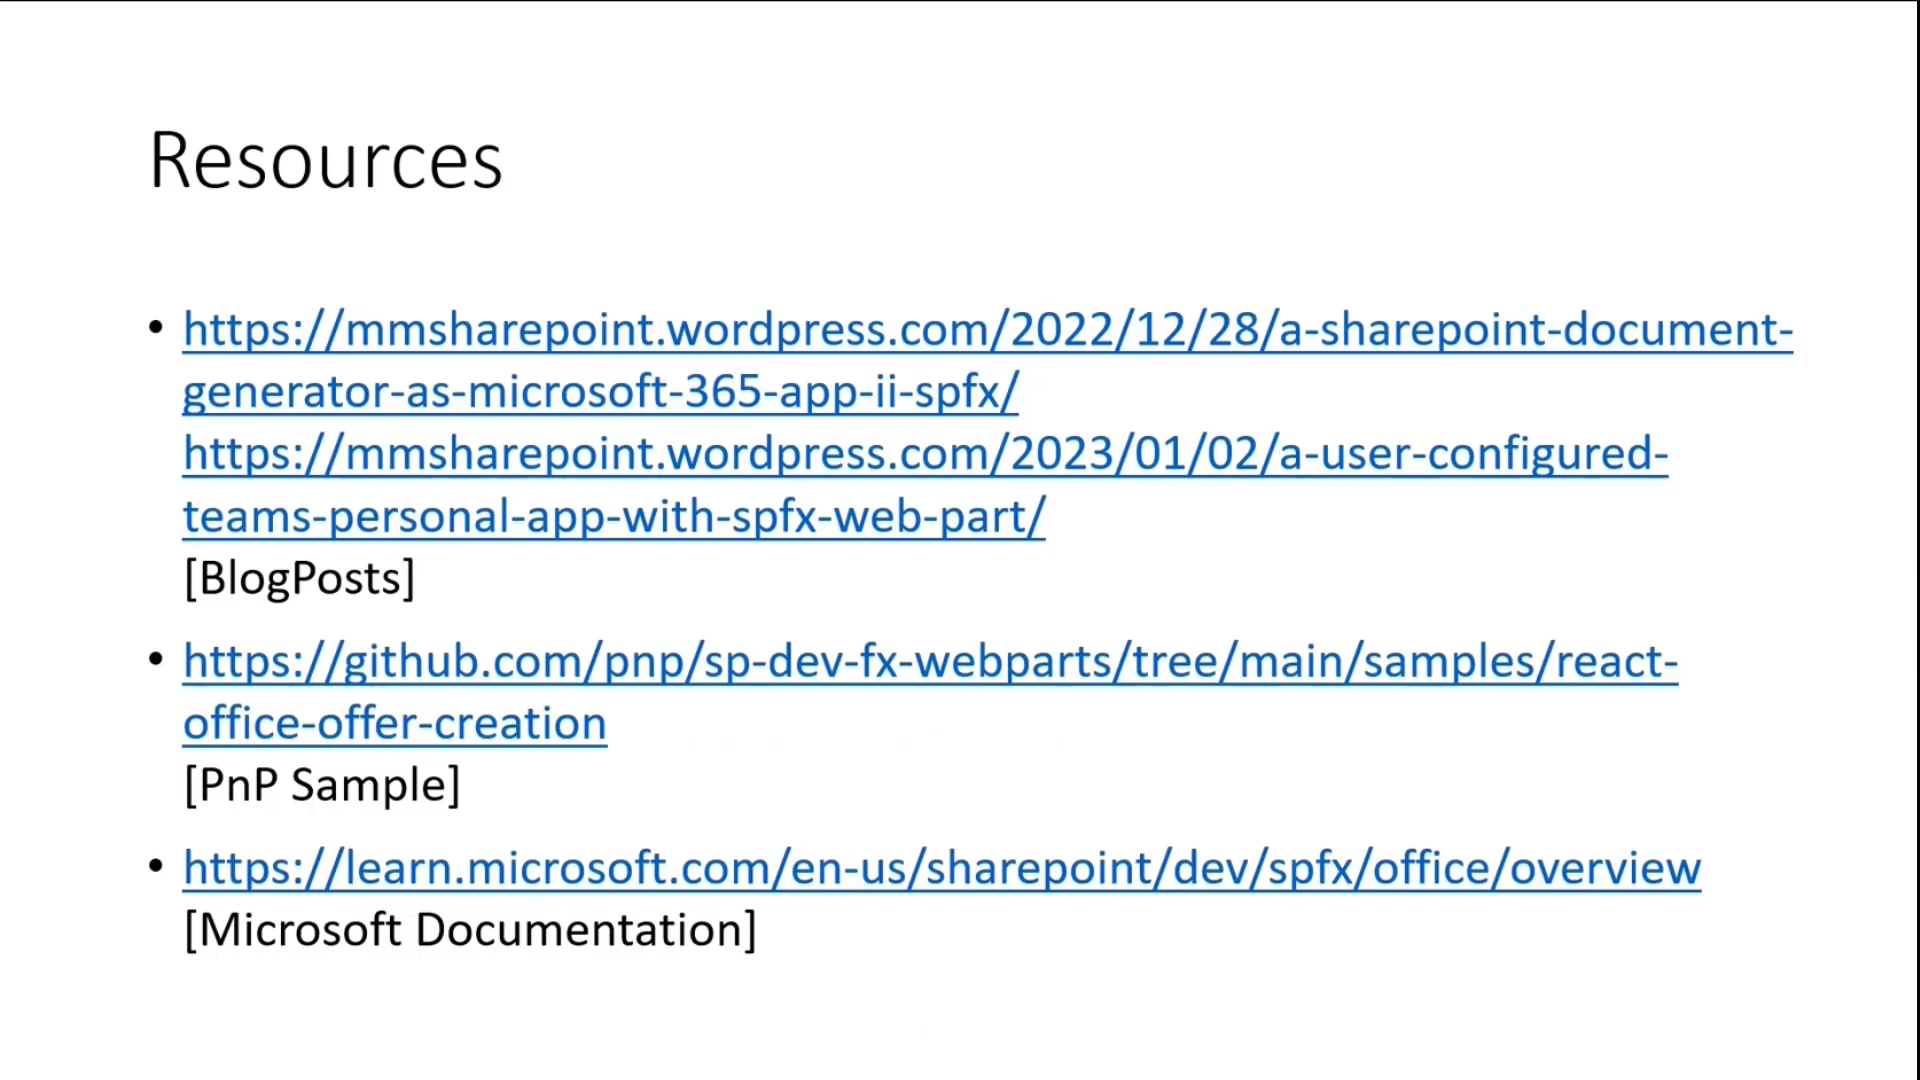 Resources
• https://mmsharepoint.wordpress.com/2022/12/28/a-sharepoint-document-
generator-as-microsoft-365-app-ii-spfx/
https://mmsharepoint.wordpress.com/2023/01/02/a-user-configured-
teams-personal-app-with-spfx-web-part/
[BlogPosts]
• https://github.com/pnp/sp-dev-fx-webparts/tree/main/samples/react-
office-offer-creation
[PnP Sample]
• https://learn.microsoft.com/en-us/sharepoint/dev/spfx/office/overview
[Microsoft Documentation]